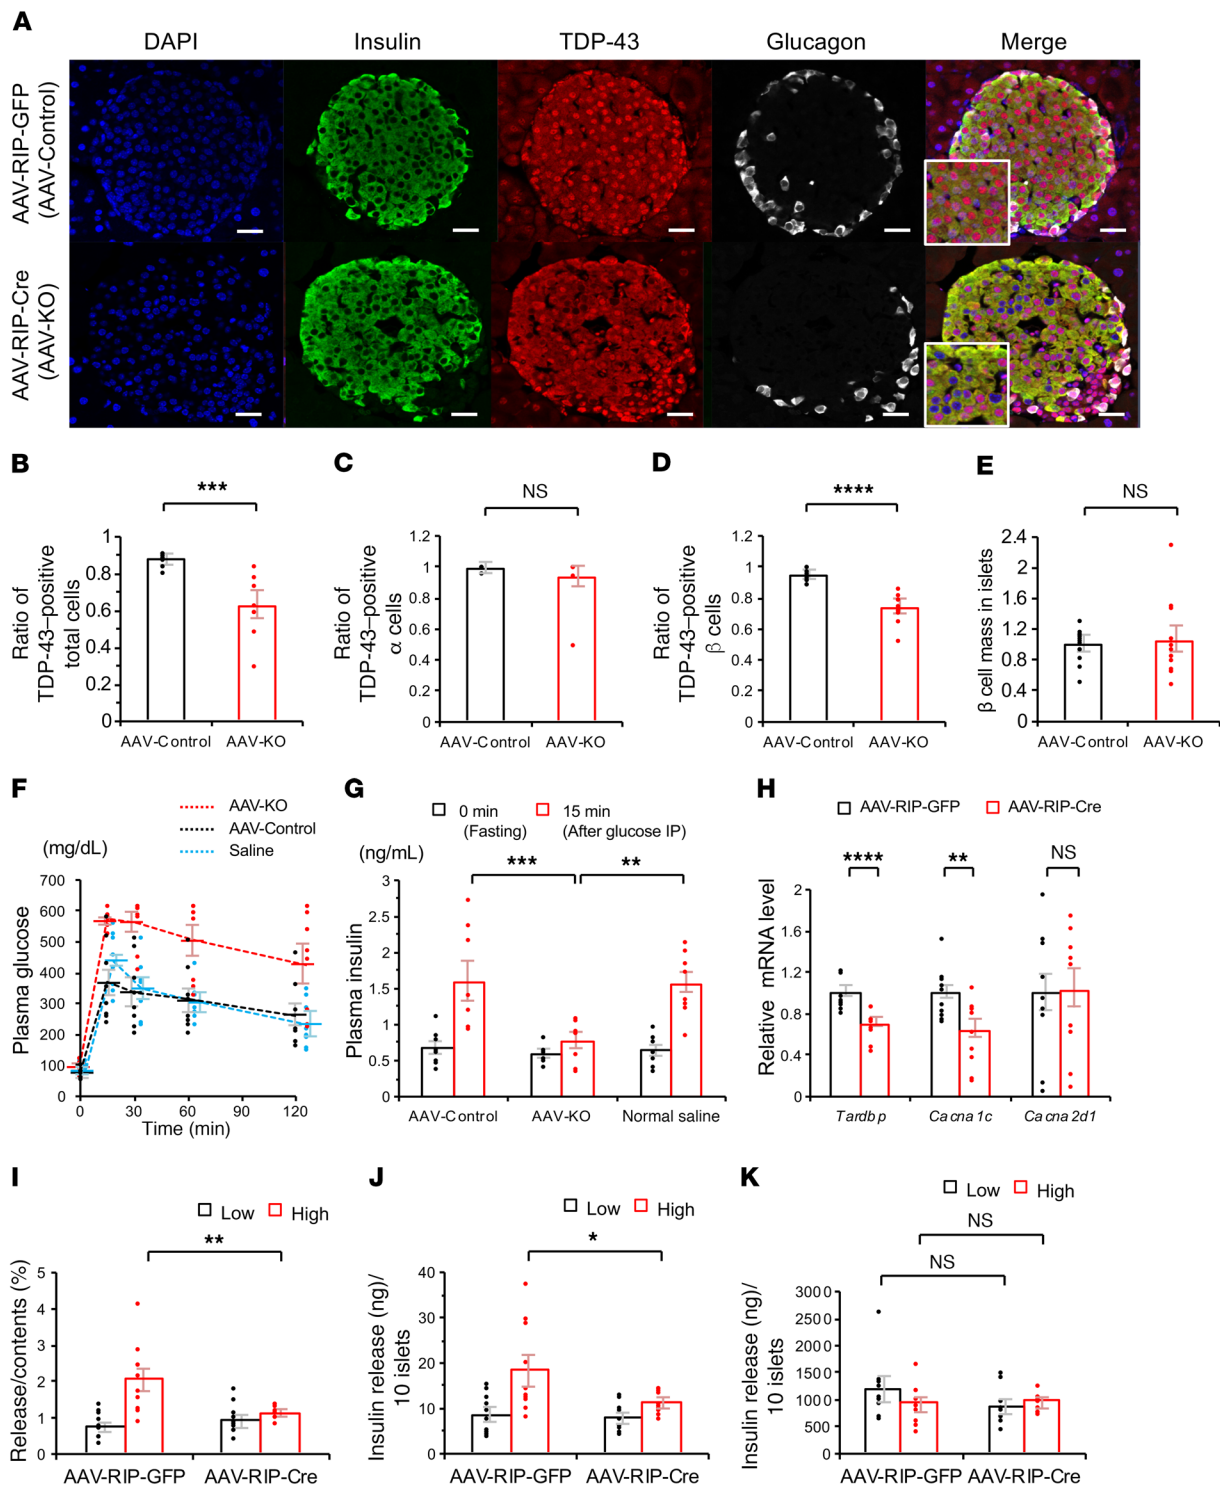 A
DAPI Insulin TDP-43 Glucagon Merge
AAV-RIP-GFP
(AAV-Control)
AAV-RIP-Cre
(AAV-KO)
B
***
Ratio of
TDP-43–positive
total cells
1
0.8
0.6
0.4
0.2
0
AAV-Control AAV-KO
C
NS
Ratio of
TDP-43–positive
α cells
1.2
1
0.8
0.6
0.4
0.2
0
AAV-Control AAV-KO
D
****
Ratio of
TDP-43–positive
β cells
1.2
1
0.8
0.6
0.4
0.2
0
AAV-Control AAV-KO
E
NS
β cell mass in islets
2.4
2
1.6
1.2
0.8
0.4
0
AAV-Control AAV-KO
F
AAV-KO
AAV-Control
Saline
(mg/dL)
Plasma glucose
700
600
500
400
300
200
100
0
0 30 60 90 120
Time (min)
G
0 min
(Fasting)
15 min
(After glucose IP)
(ng/mL)
*** **
Plasma insulin
3
2.5
2
1.5
1
0.5
0
AAV-Control AAV-KO Normal saline
H
AAV-RIP-GFP AAV-RIP-Cre
**** ** NS
Relative mRNA level
2
1.6
1.2
0.8
0.4
0
Tardbp Cacna1c Cacna2d1
I
Low High
**
Release/contents (%)
5
4
3
2
1
0
AAV-RIP-GFP AAV-RIP-Cre
J
Low High
*
Insulin release (ng)/
10 islets
40
30
20
10
0
AAV-RIP-GFP AAV-RIP-Cre
K
Low High
NS
NS
Insulin release (ng)/
10 islets
3000
2500
2000
1500
1000
500
0
AAV-RIP-GFP AAV-RIP-Cre